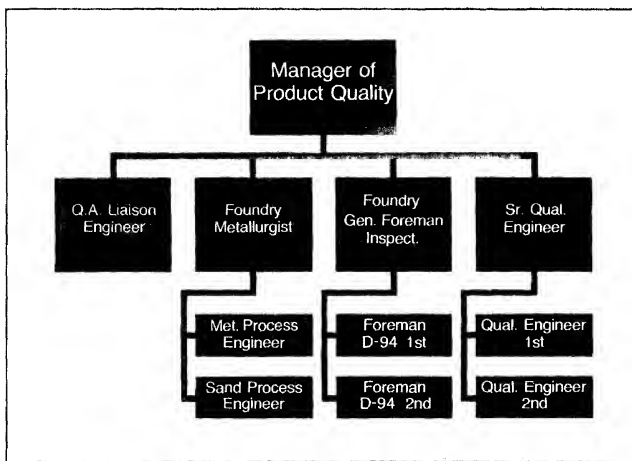 Manager of
Product Quality
Q.A. Liaison
Engineer
Foundry
Metallurgist
Foundry
Gen. Foreman
Inspect.
Sr. Qual.
Engineer
Met. Process
Engineer
Foreman
D-94 1st
Qual. Engineer
1st
Sand Process
Engineer
Foreman
D-94 2nd
Qual. Engineer
2nd